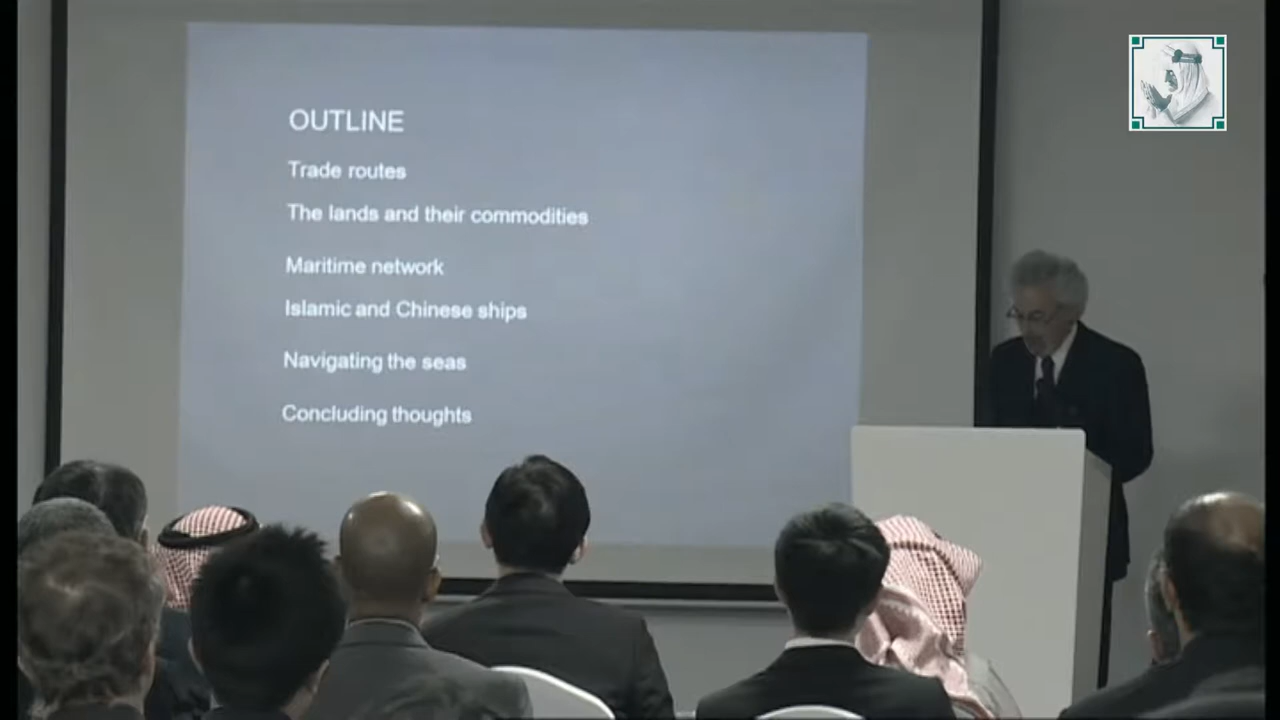 OUTLINE
Trade routes
The lands and their commodities
Maritime network
Islamic and Chinese ships
Navigating the seas
Concluding thoughts